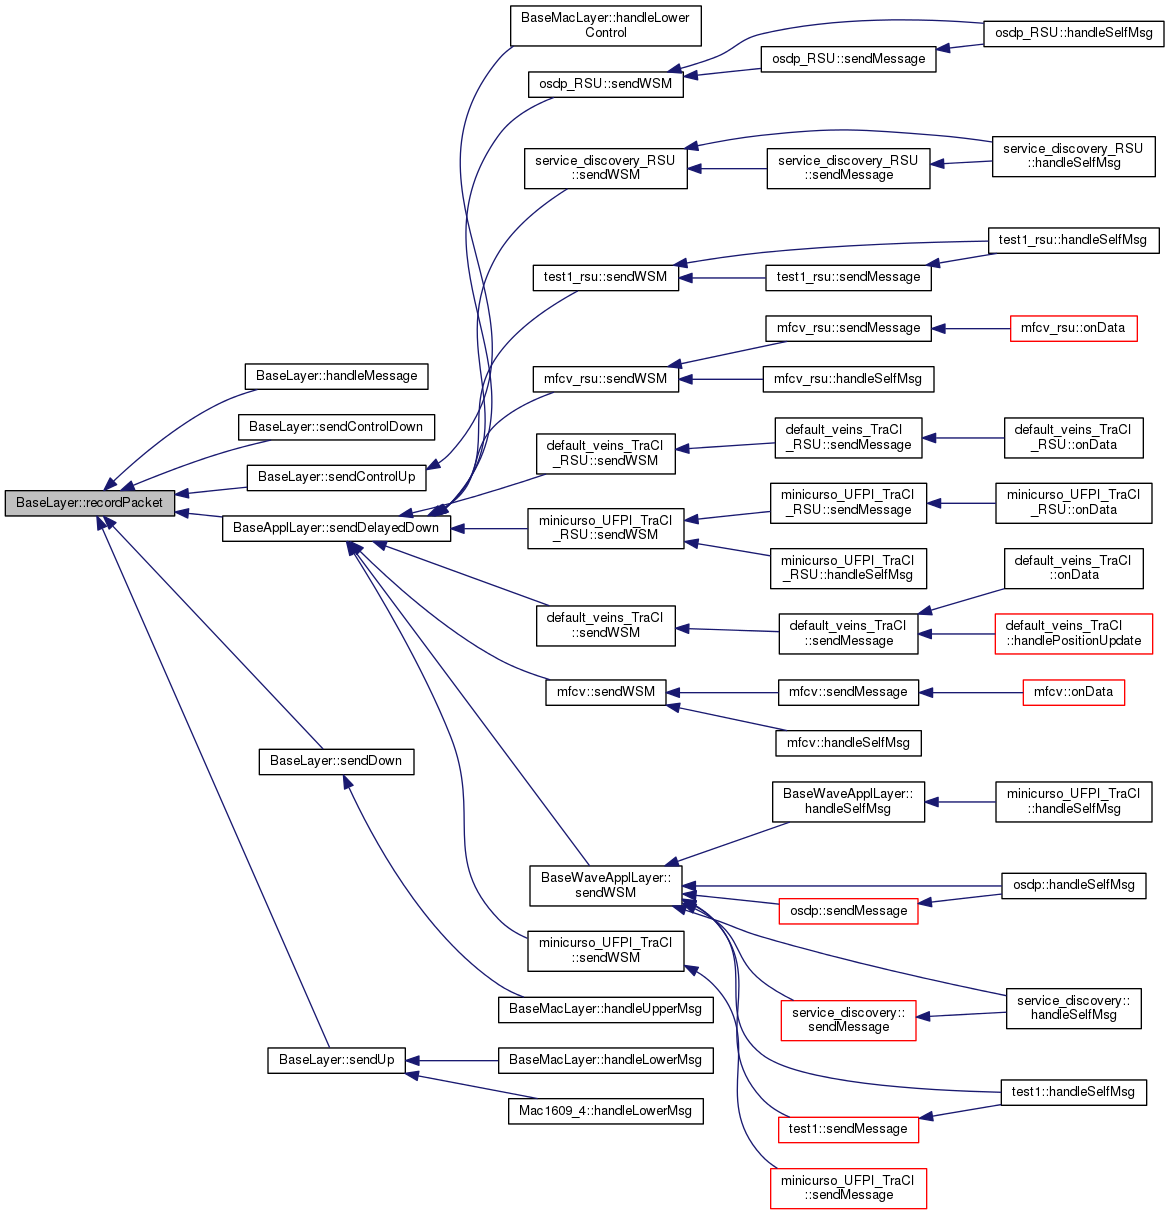 BaseMacLayer::handleLower
Control
osdp_RSU::handleSelfMsg
osdp_RSU::sendMessage
osdp_RSU::sendWSM
service_discovery_RSU
::handleSelfMsg
service_discovery_RSU
::sendWSM
service_discovery_RSU
::sendMessage
test1_rsu::handleSelfMsg
test1_rsu::sendWSM
test1_rsu::sendMessage
mfcv_rsu::sendMessage
mfcv_rsu::onData
BaseLayer::handleMessage
mfcv_rsu::sendWSM
mfcv_rsu::handleSelfMsg
BaseLayer::sendControlDown
default_veins_TraCI
_RSU::sendWSM
default_veins_TraCI
_RSU::sendMessage
default_veins_TraCI
_RSU::onData
BaseLayer::sendControlUp
BaseLayer::recordPacket
BaseApplLayer::sendDelayedDown
minicurso_UFPI_TraCI
_RSU::sendWSM
minicurso_UFPI_TraCI
_RSU::sendMessage
minicurso_UFPI_TraCI
_RSU::onData
minicurso_UFPI_TraCI
_RSU::handleSelfMsg
default_veins_TraCI
::onData
default_veins_TraCI
::sendWSM
default_veins_TraCI
::sendMessage
default_veins_TraCI
::handlePositionUpdate
mfcv::sendWSM
mfcv::sendMessage
mfcv::onData
mfcv::handleSelfMsg
BaseLayer::sendDown
BaseWaveApplLayer::
handleSelfMsg
minicurso_UFPI_TraCI
::handleSelfMsg
BaseWaveApplLayer::
sendWSM
osdp::handleSelfMsg
osdp::sendMessage
minicurso_UFPI_TraCI
::sendWSM
BaseMacLayer::handleUpperMsg
service_discovery::
sendMessage
service_discovery::
handleSelfMsg
BaseLayer::sendUp
BaseMacLayer::handleLowerMsg
test1::handleSelfMsg
Mac1609_4::handleLowerMsg
test1::sendMessage
minicurso_UFPI_TraCI
::sendMessage